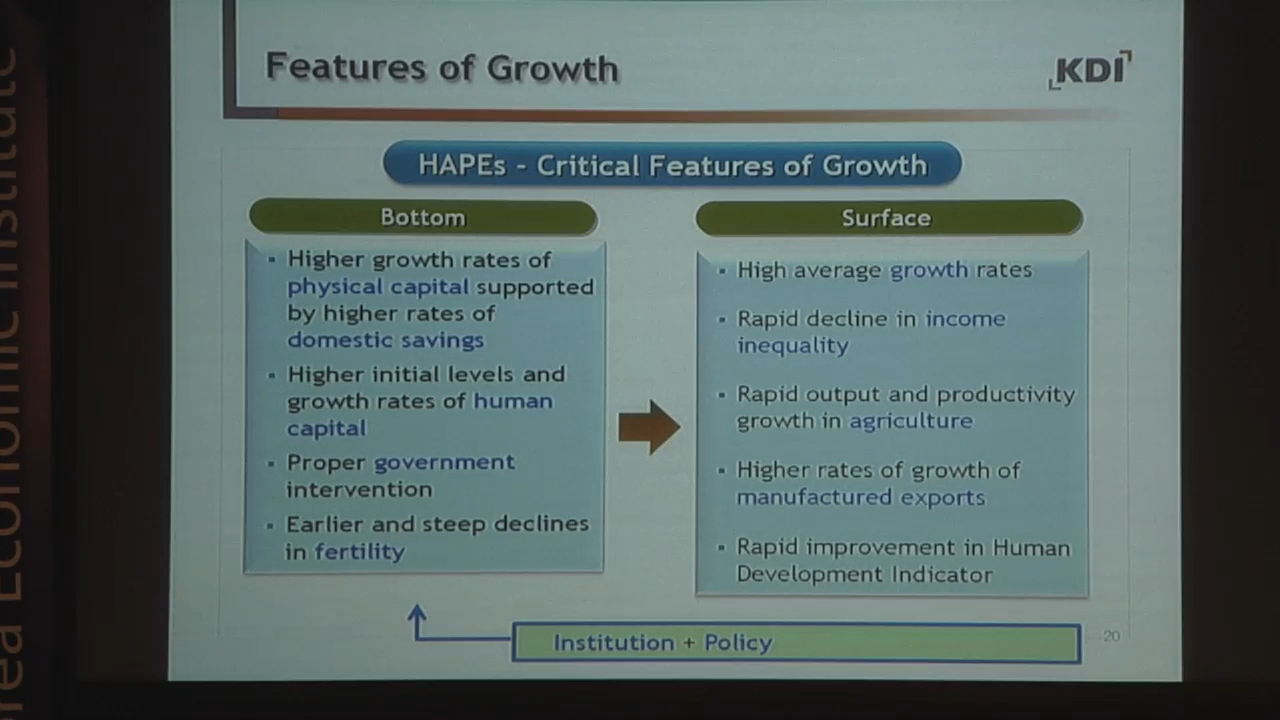 Features of Growth
KDI
HAPEs - Critical Features of Growth
Bottom
▪ Higher growth rates of
physical capital supported
by higher rates of
domestic savings
▪ Higher initial levels and
growth rates of human
capital
▪ Proper government
intervention
▪ Earlier and steep declines
in fertility
Surface
▪ High average growth rates
▪ Rapid decline in income
inequality
▪ Rapid output and productivity
growth in agriculture
▪ Higher rates of growth of
manufactured exports
▪ Rapid improvement in Human
Development Indicator
Institution + Policy
20
Economic Institute